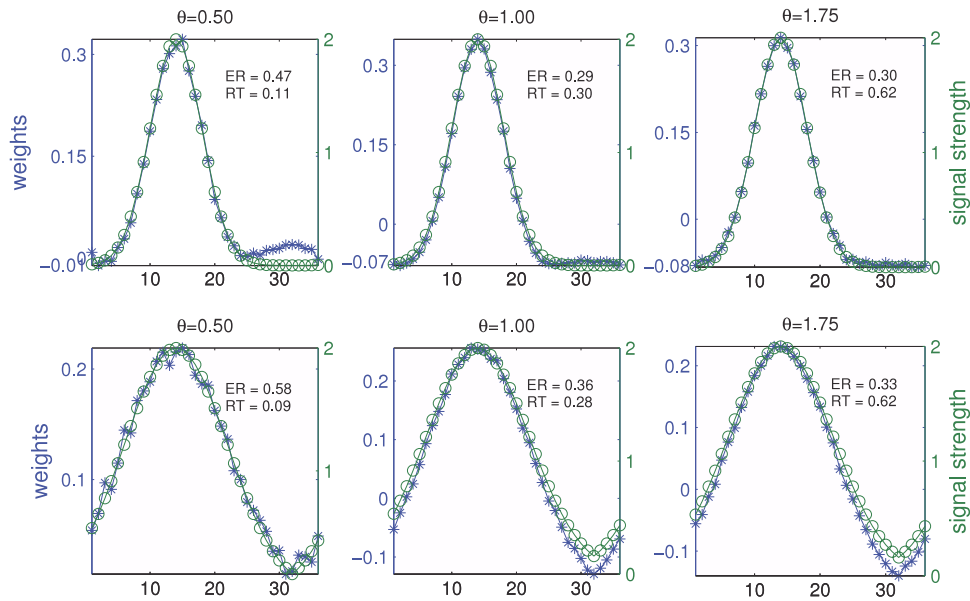 θ=0.50
θ=1.00
θ=1.75
weights
0.3
0.15
0
−0.01
ER = 0.47
RT = 0.11
2
1
0
10
20
30
0.3
0.15
0
−0.07
ER = 0.29
RT = 0.30
2
1
0
10
20
30
0.3
0.15
0
−0.08
ER = 0.30
RT = 0.62
2
1
0
10
20
30
signal strength
θ=0.50
θ=1.00
θ=1.75
weights
0.2
0.1
ER = 0.58
RT = 0.09
2
1
0
10
20
30
0.2
0.1
0
−0.1
ER = 0.36
RT = 0.28
2
1
0
10
20
30
0.2
0.1
0
−0.1
ER = 0.33
RT = 0.62
2
1
0
10
20
30
signal strength